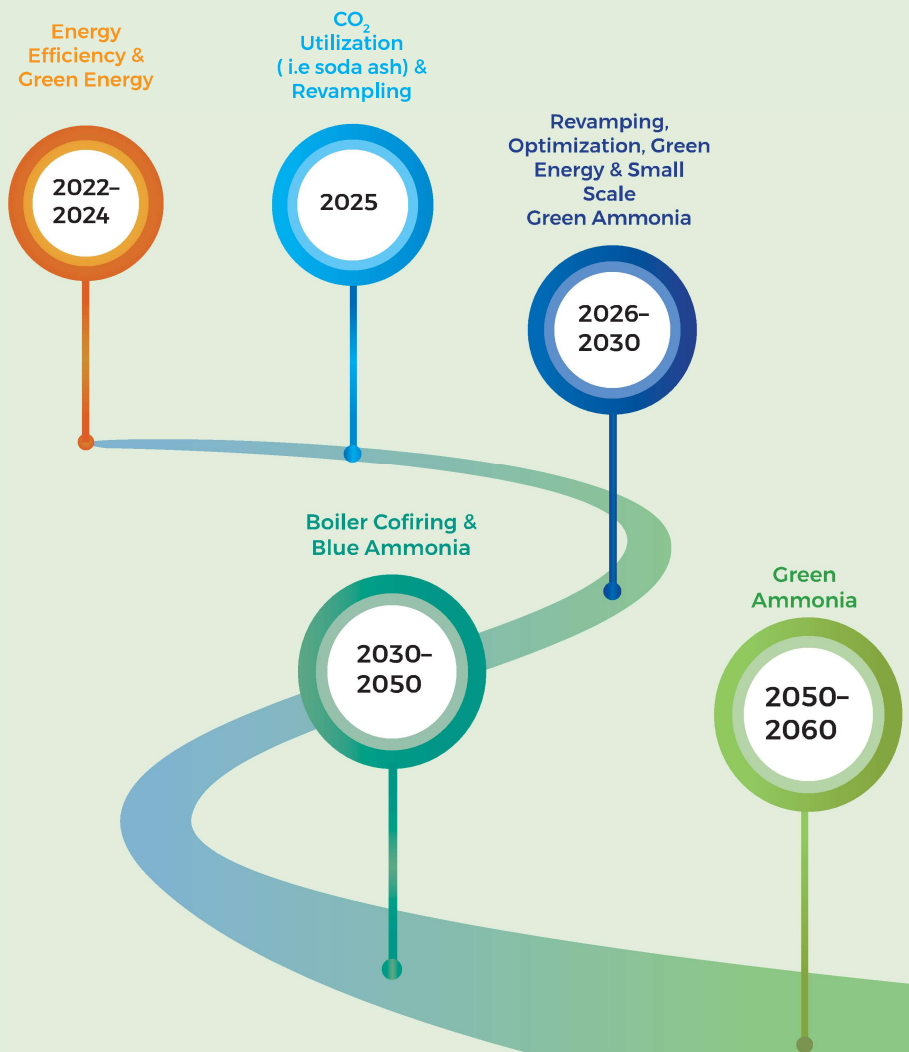 Energy
Efficiency &
Green Energy
2022–
2024
CO₂
Utilization
( i.e soda ash) &
Revampling
2025
Revamping,
Optimization, Green
Energy & Small
Scale
Green Ammonia
2026–
2030
Boiler Cofiring &
Blue Ammonia
2030–
2050
Green
Ammonia
2050–
2060